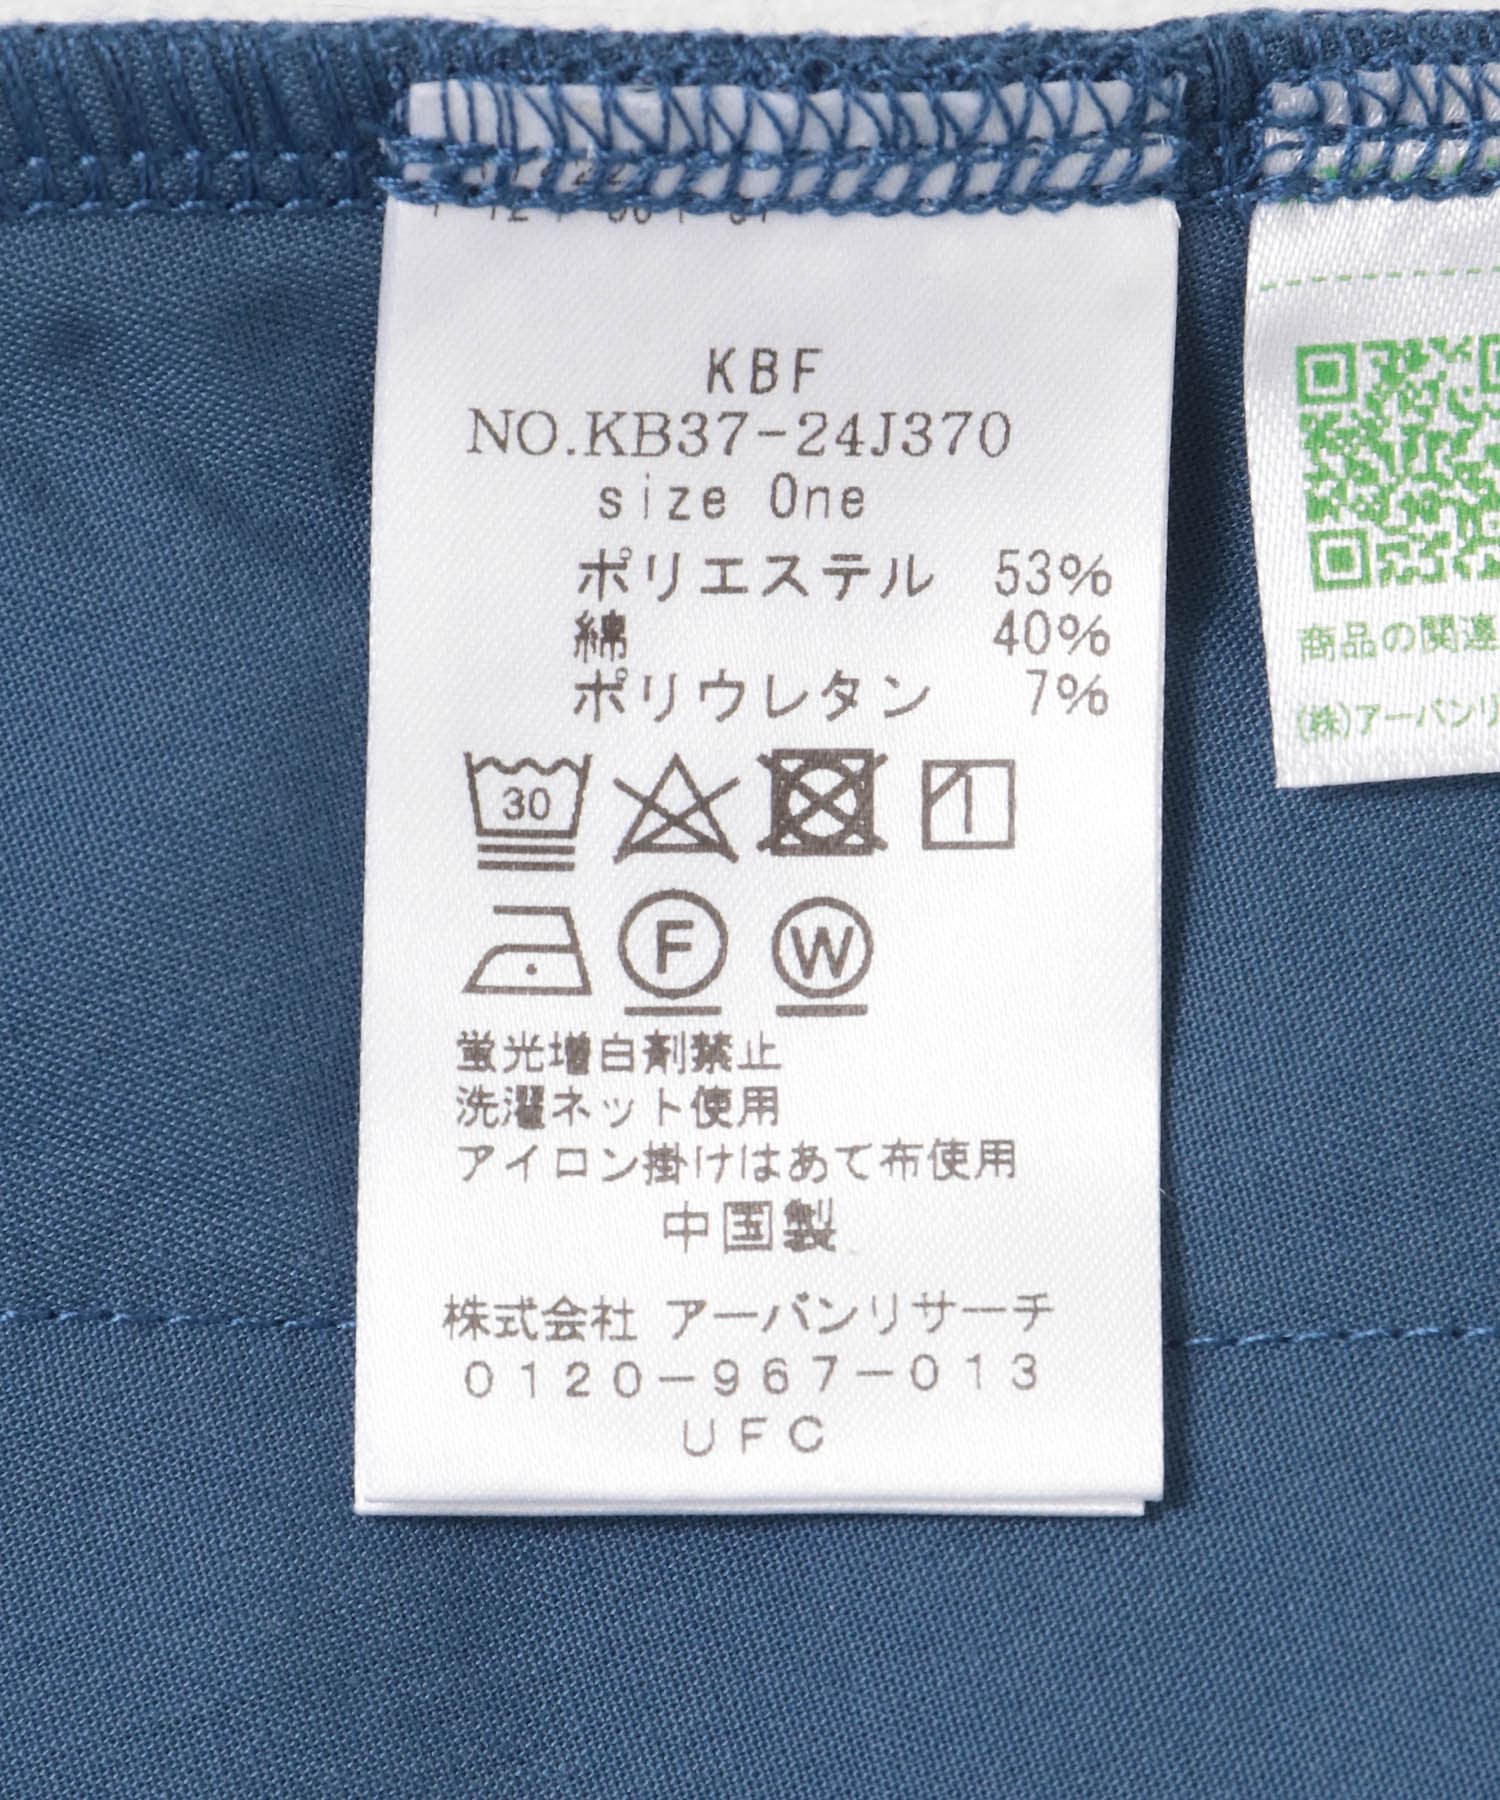 KBF
NO.KB37-24J370
size One
ポリエステル 53%
綿 40%
ポリウレタン 7%
30
F W
蛍光増白剤禁止
洗濯ネット使用
アイロン掛けはあて布使用
中国製
株式会社 アーバンリサーチ
0120-967-013
UFC
商品の関連
(株)アーバンリ